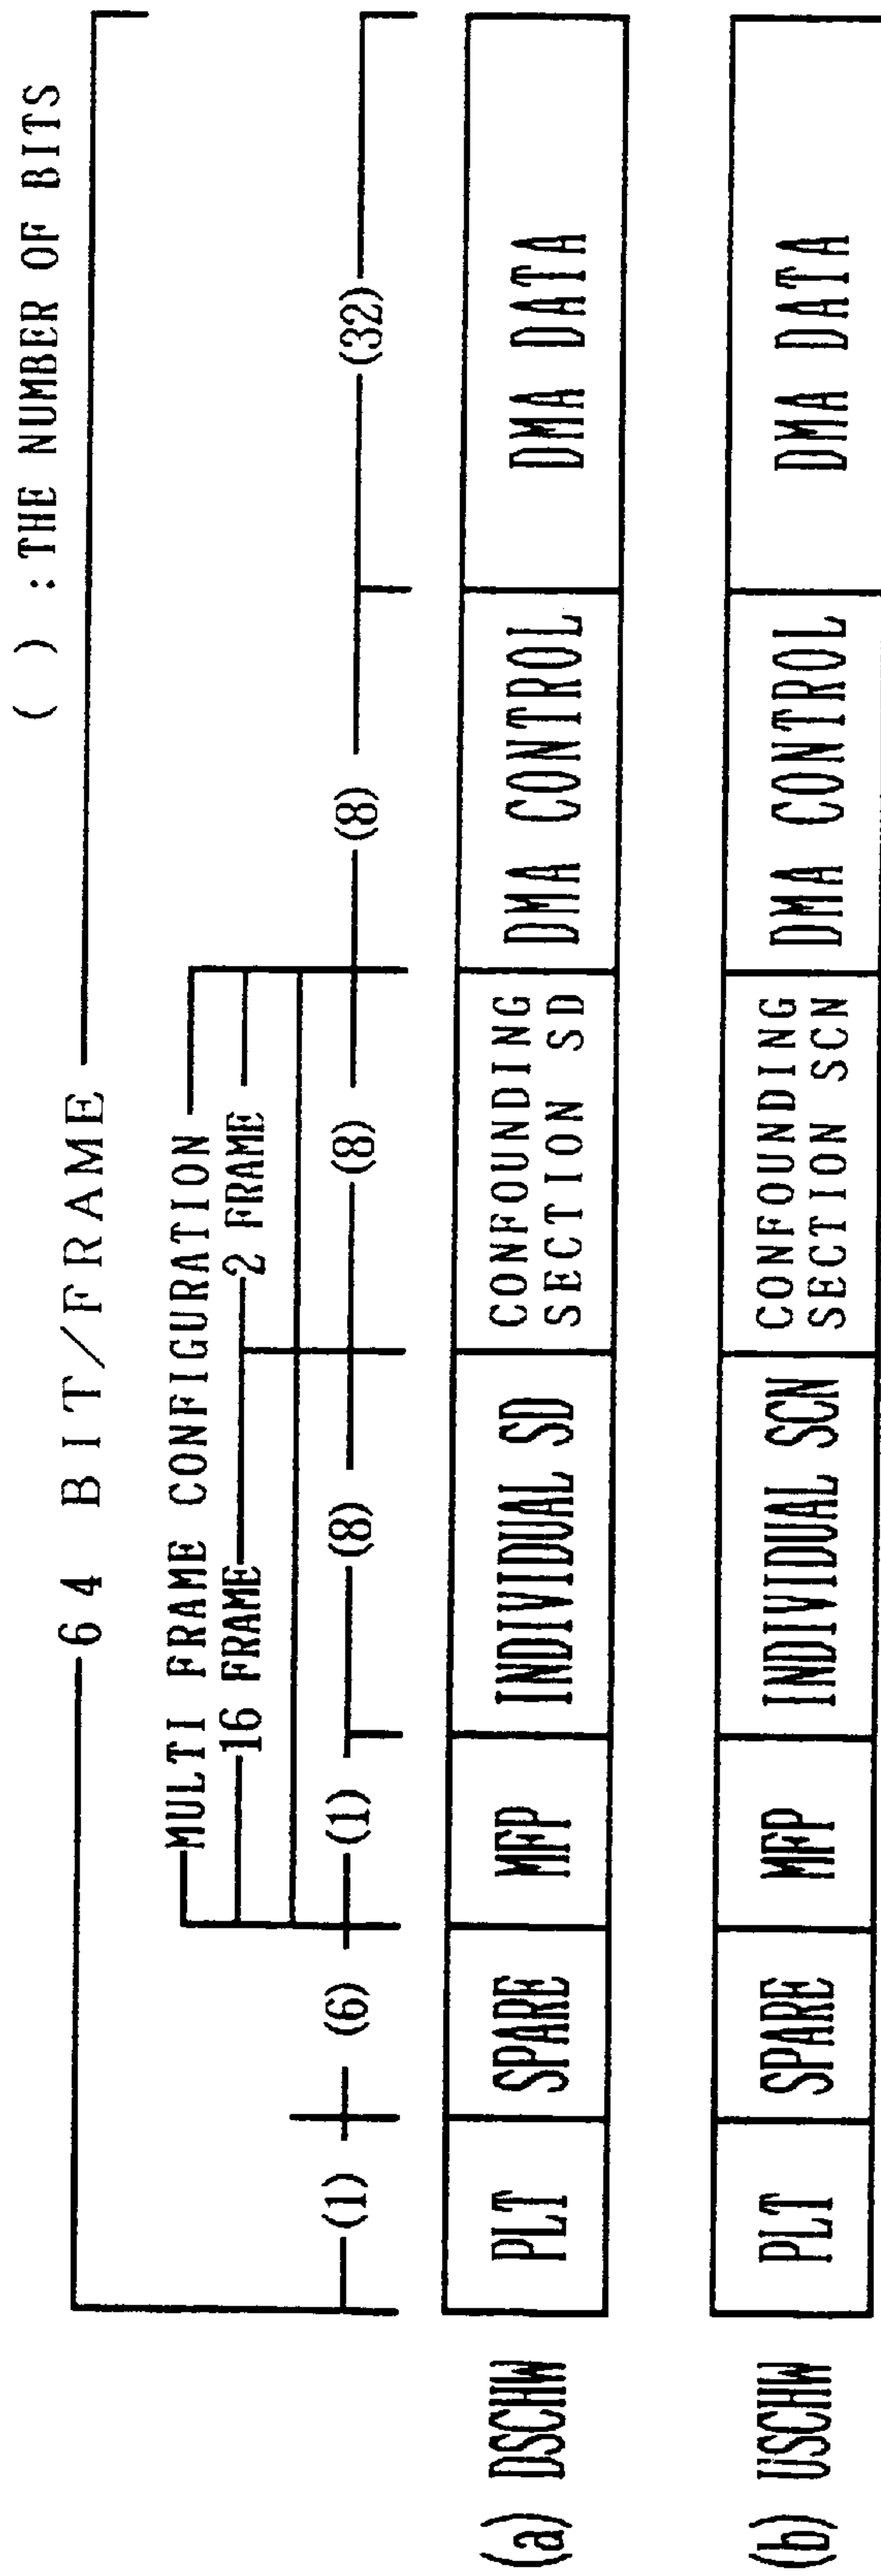 ( ) : THE NUMBER OF BITS
64 BIT/FRAME
MULTI FRAME CONFIGURATION
16 FRAME 2 FRAME
(1) (6) (1) (8) (8) (8) (32)
(a) DSCHW PLT SPARE MFP INDIVIDUAL SD CONFOUNDING SECTION SD DMA CONTROL DMA DATA
(b) USCHW PLT SPARE MFP INDIVIDUAL SCN CONFOUNDING SECTION SCN DMA CONTROL DMA DATA